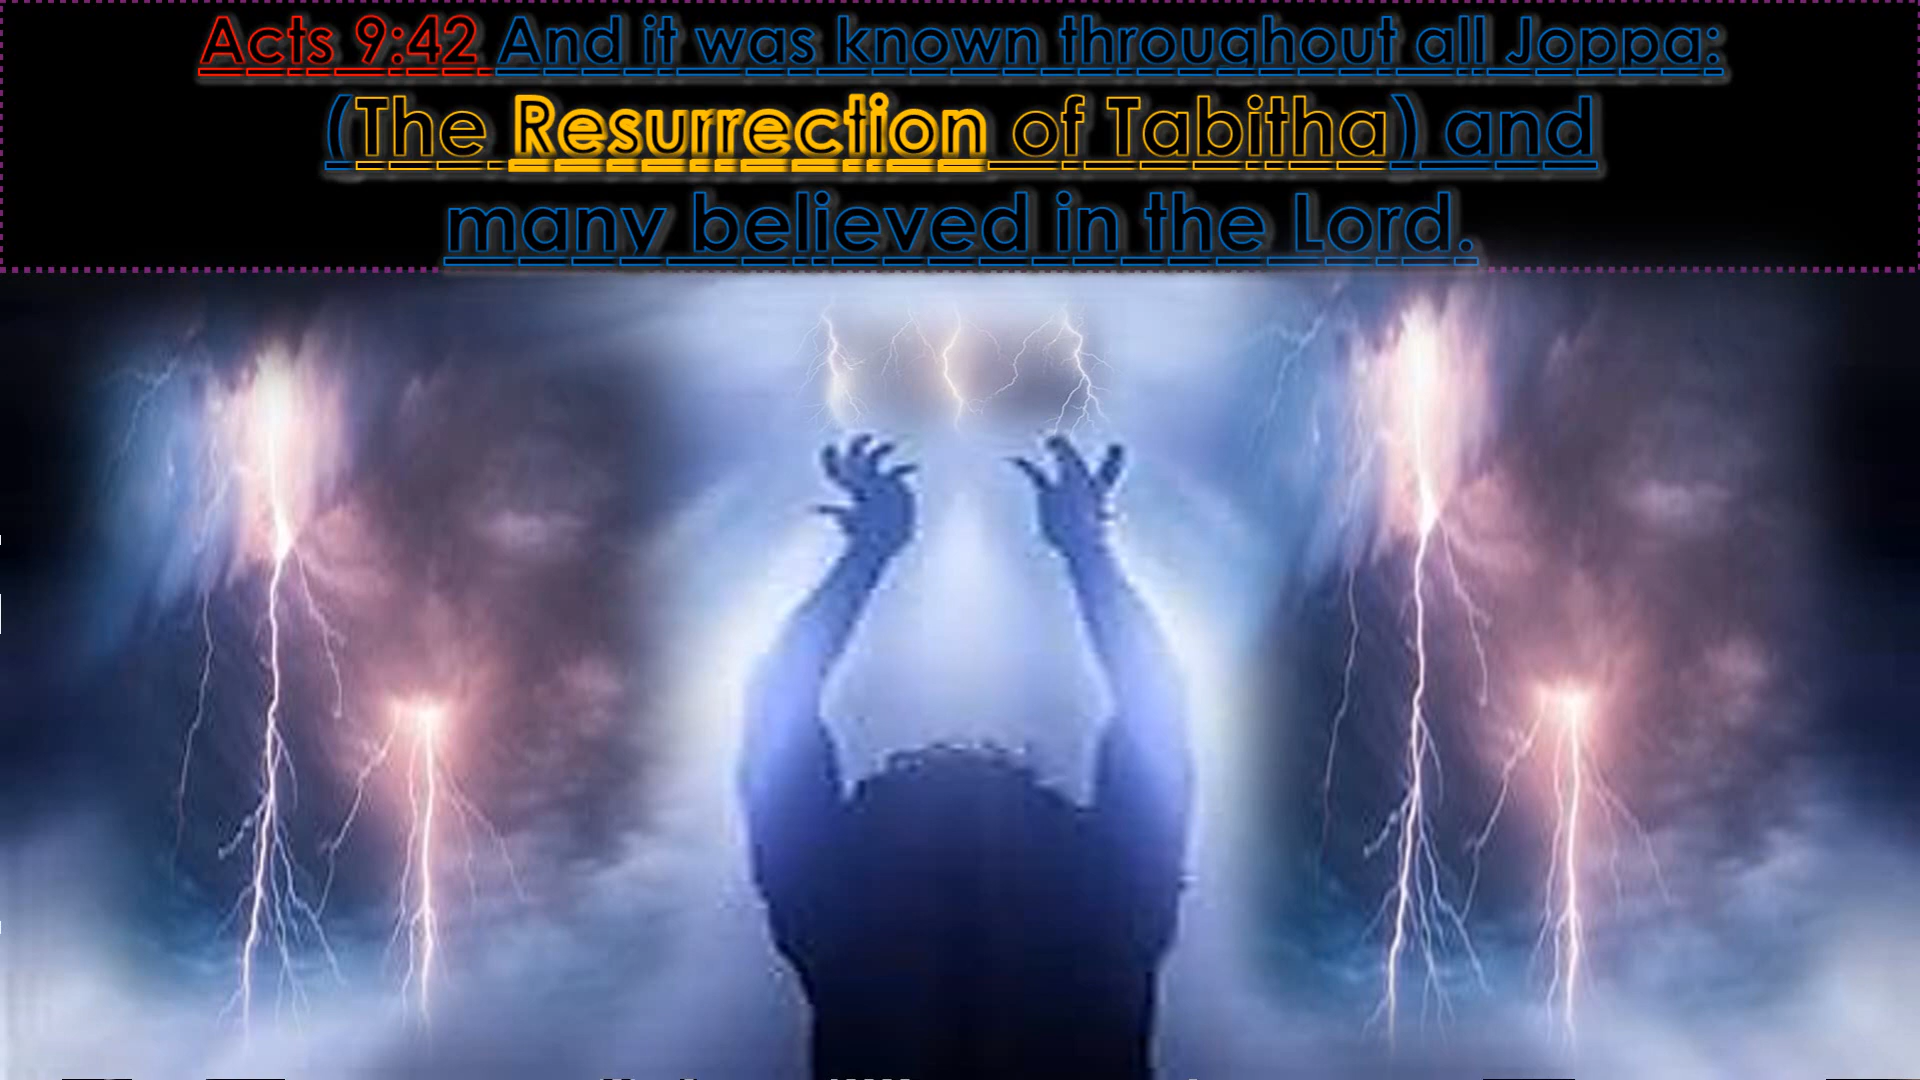 Acts 9:42 And it was known throughout all Joppa:
(The Resurrection of Tabitha) and
many believed in the Lord.